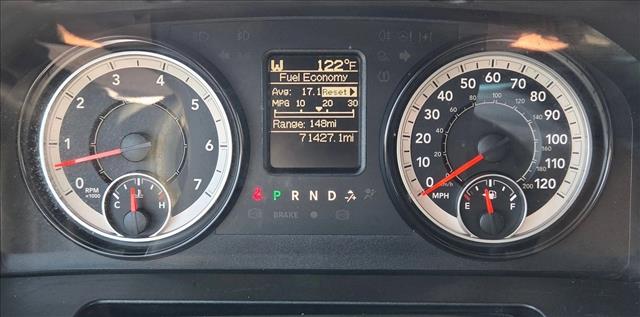 W 122°F
Fuel Economy
Avg: 17.1 Reset
MPG 10 20 30
Range: 148mi
71427.1mi
0 1 2 3 4 5 6 7
RPM
x1000
C H
P R N D
BRAKE
0 10 20 30 40 50 60 70 80 90 100 110 120
200
km/h
MPH
E F